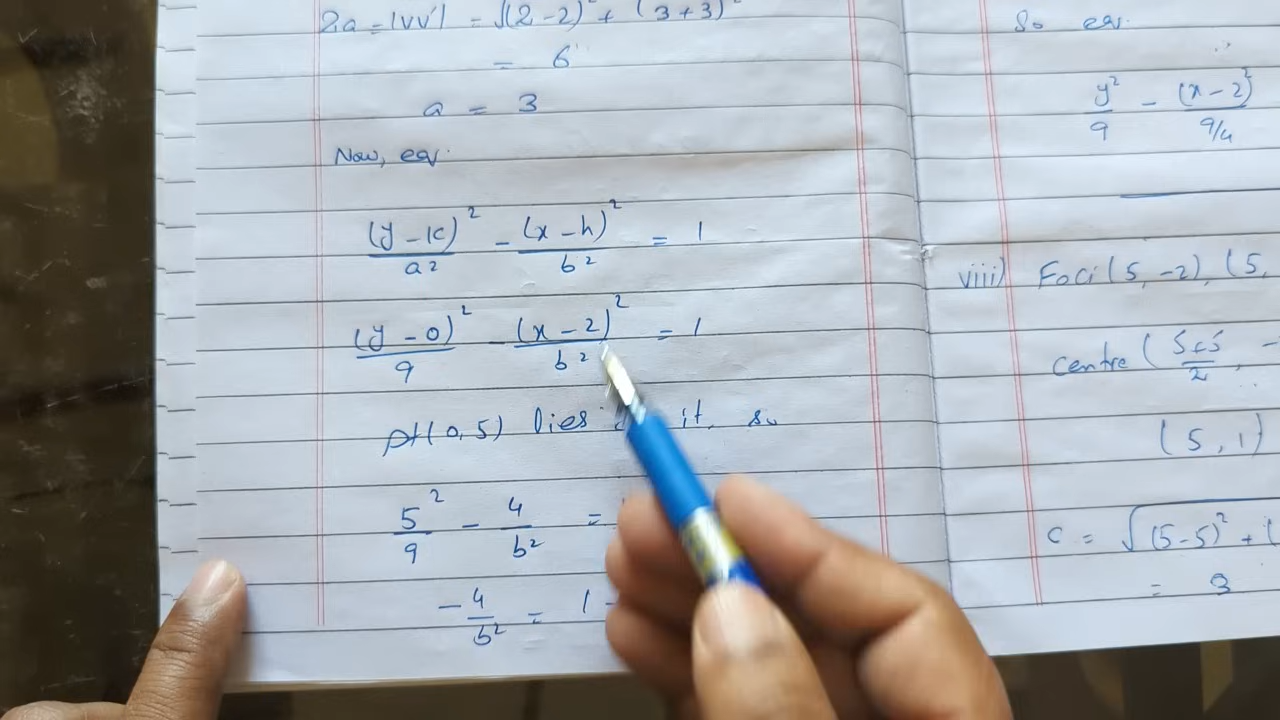 2a = |VV'| = √(2-2)² + (3+3)²
= 6
a = 3
Now, eq.
(y-k)²/a² - (x-h)²/b² = 1
(y-0)²/9 - (x-2)²/b² = 1
pt(0,5) lies it, so
5²/9 - 4/b² =
-4/b² = 1 -
So eq.
y²/9 - (x-2)²/9/4
viii) Foci (5,-2), (5,
Centre (5+5/2, -
(5, 1)
c = √(5-5)² + (
= 3